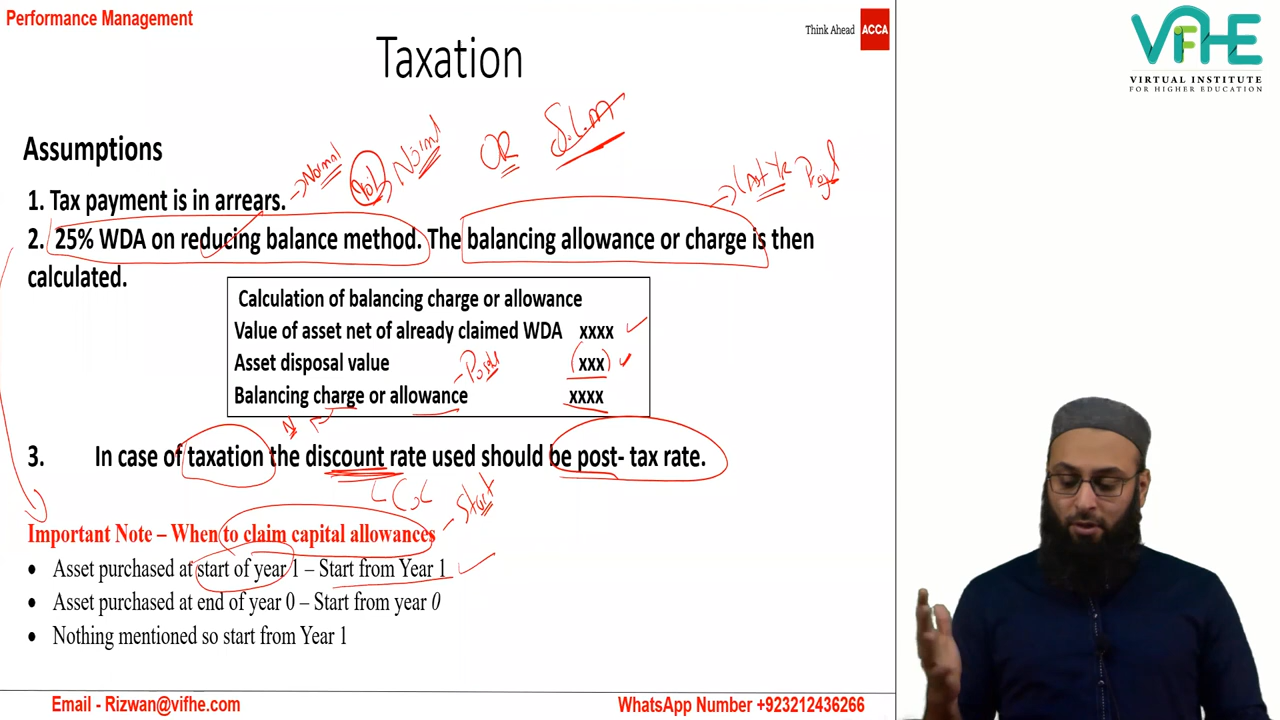 Performance Management
Think Ahead ACCA
VIFHE
VIRTUAL INSTITUTE
FOR HIGHER EDUCATION
Taxation
Normal
OR
Assumptions
Normal
Last Yr
1. Tax payment is in arrears.
2. 25% WDA on reducing balance method. The balancing allowance or charge is then
calculated.
Calculation of balancing charge or allowance
Value of asset net of already claimed WDA xxxx
Asset disposal value (xxx)
Balancing charge or allowance xxxx
3. In case of taxation the discount rate used should be post- tax rate.
Start
Important Note – When to claim capital allowances
• Asset purchased at start of year 1 – Start from Year 1
• Asset purchased at end of year 0 – Start from year 0
• Nothing mentioned so start from Year 1
Email - Rizwan@vifhe.com
WhatsApp Number +923212436266